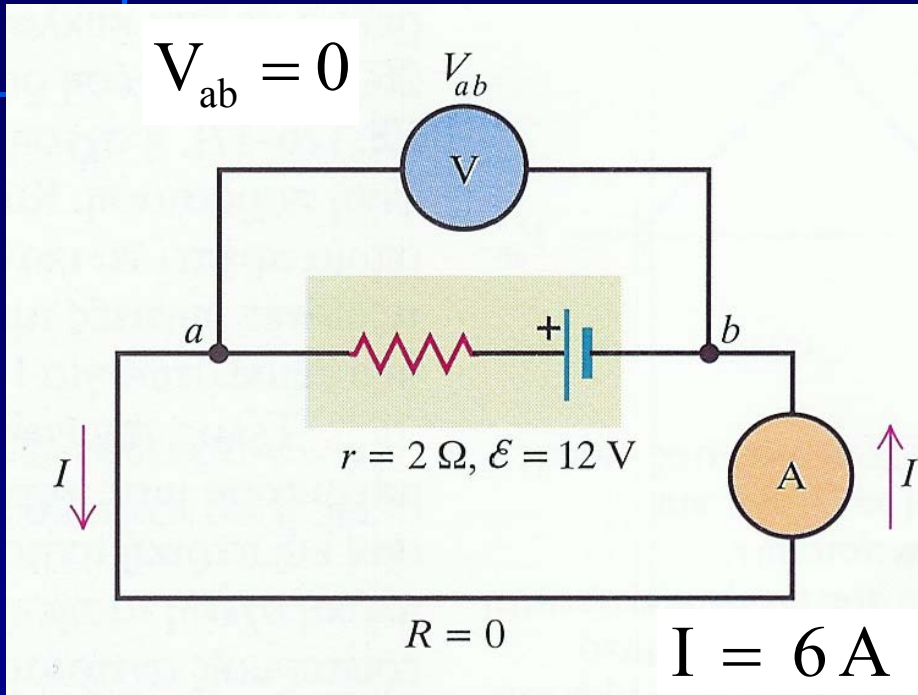 V_ab = 0
V_ab
V
a
+
b
r = 2 Ω, ℰ = 12 V
I
A
I
R = 0
I = 6 A